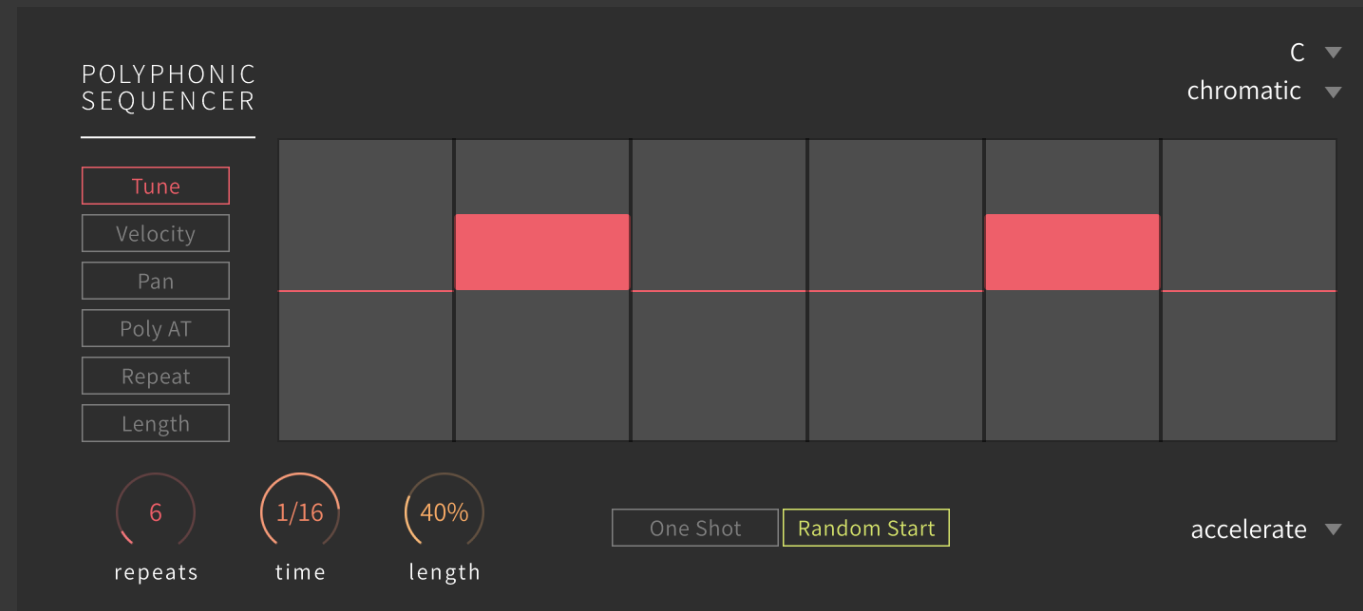 C
chromatic
POLYPHONIC
SEQUENCER
Tune
Velocity
Pan
Poly AT
Repeat
Length
6
1/16
40%
repeats
time
length
One Shot
Random Start
accelerate